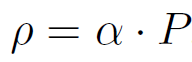 ρ = α · P